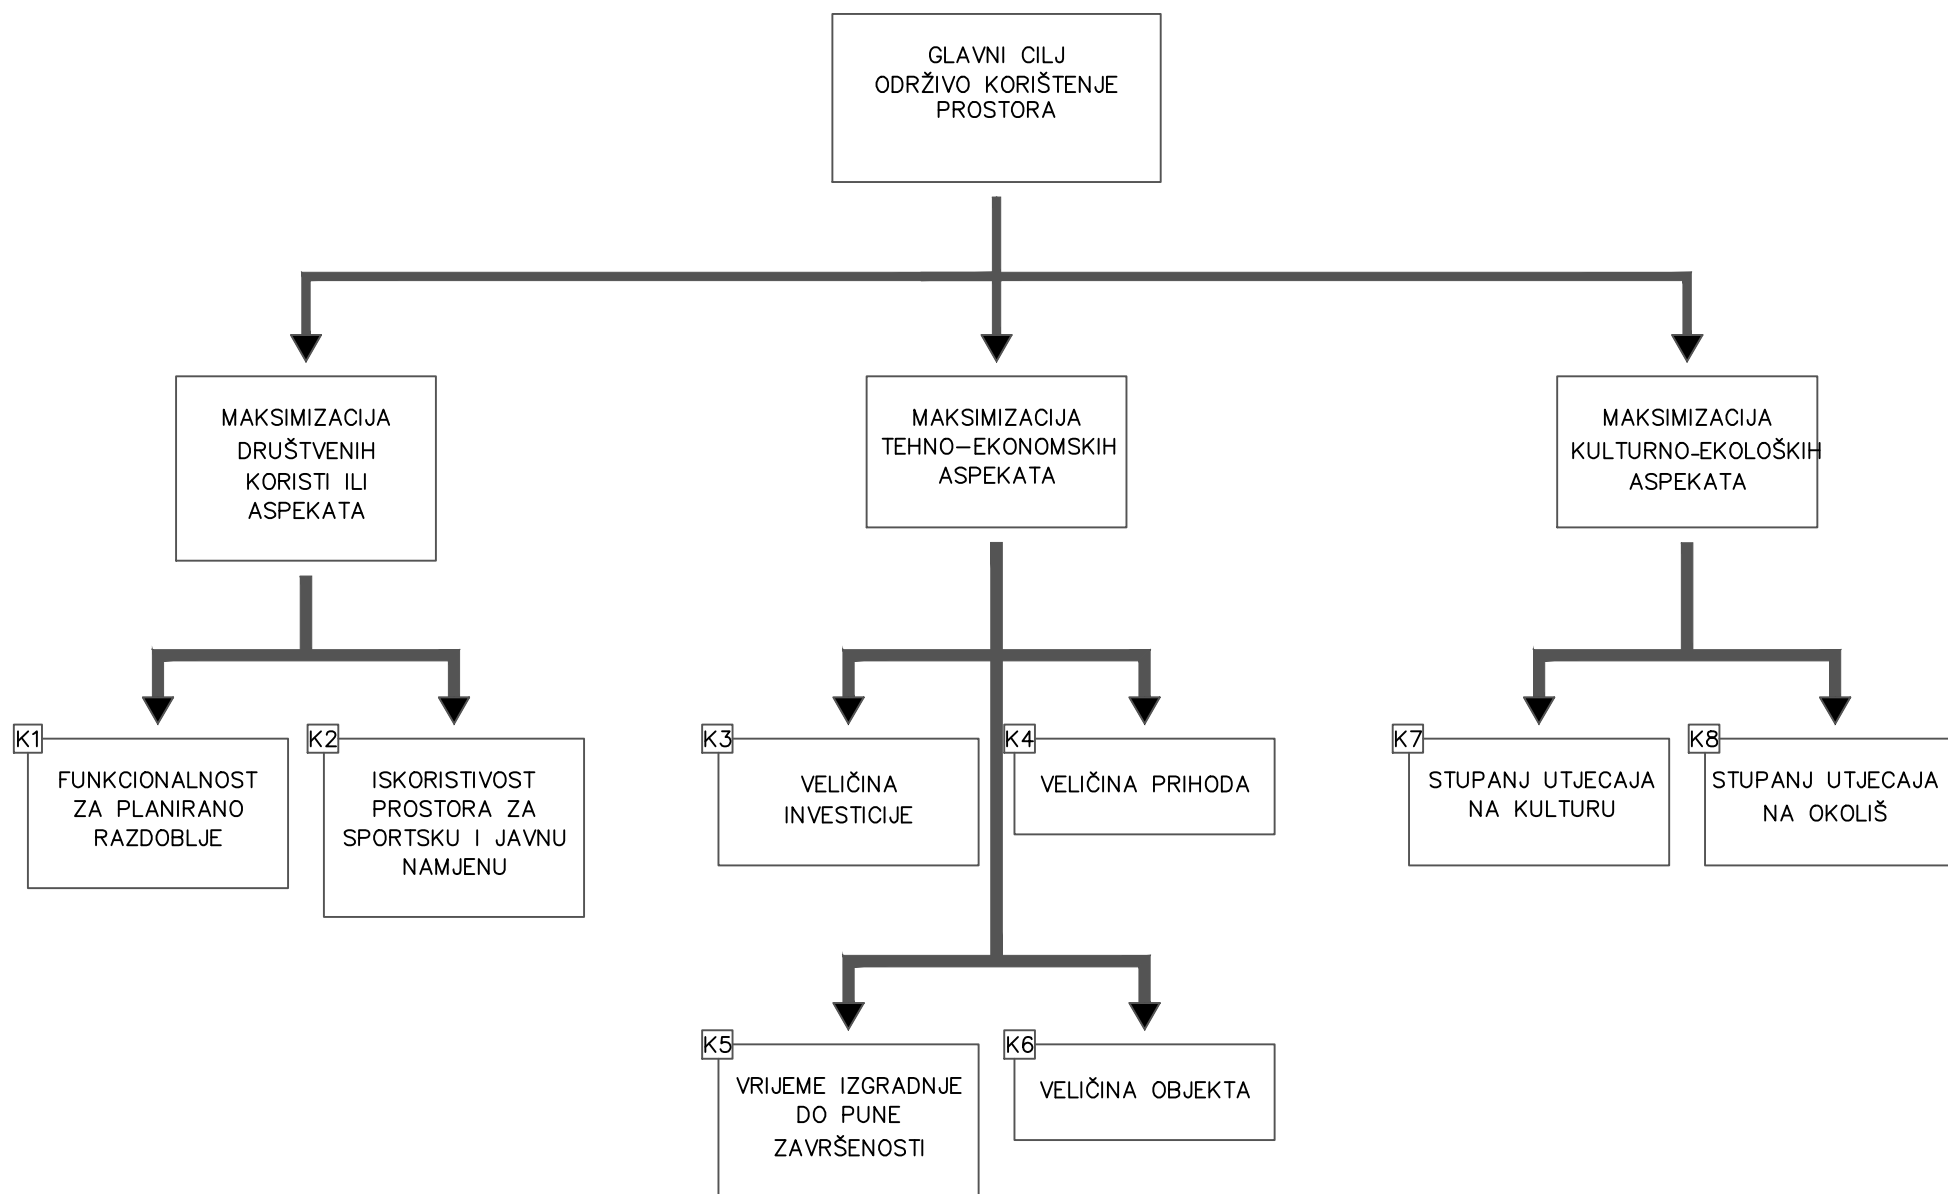 GLAVNI CILJ
ODRŽIVO KORIŠTENJE
PROSTORA
MAKSIMIZACIJA
DRUŠTVENIH
KORISTI ILI
ASPEKATA
MAKSIMIZACIJA
TEHNO-EKONOMSKIH
ASPEKATA
MAKSIMIZACIJA
KULTURNO-EKOLOŠKIH
ASPEKATA
K1
FUNKCIONALNOST
ZA PLANIRANO
RAZDOBLJE
K2
ISKORISTIVOST
PROSTORA ZA
SPORTSKU I JAVNU
NAMJENU
K3
VELIČINA
INVESTICIJE
K4
VELIČINA PRIHODA
K7
STUPANJ UTJECAJA
NA KULTURU
K8
STUPANJ UTJECAJA
NA OKOLIŠ
K5
VRIJEME IZGRADNJE
DO PUNE
ZAVRŠENOSTI
K6
VELIČINA OBJEKTA